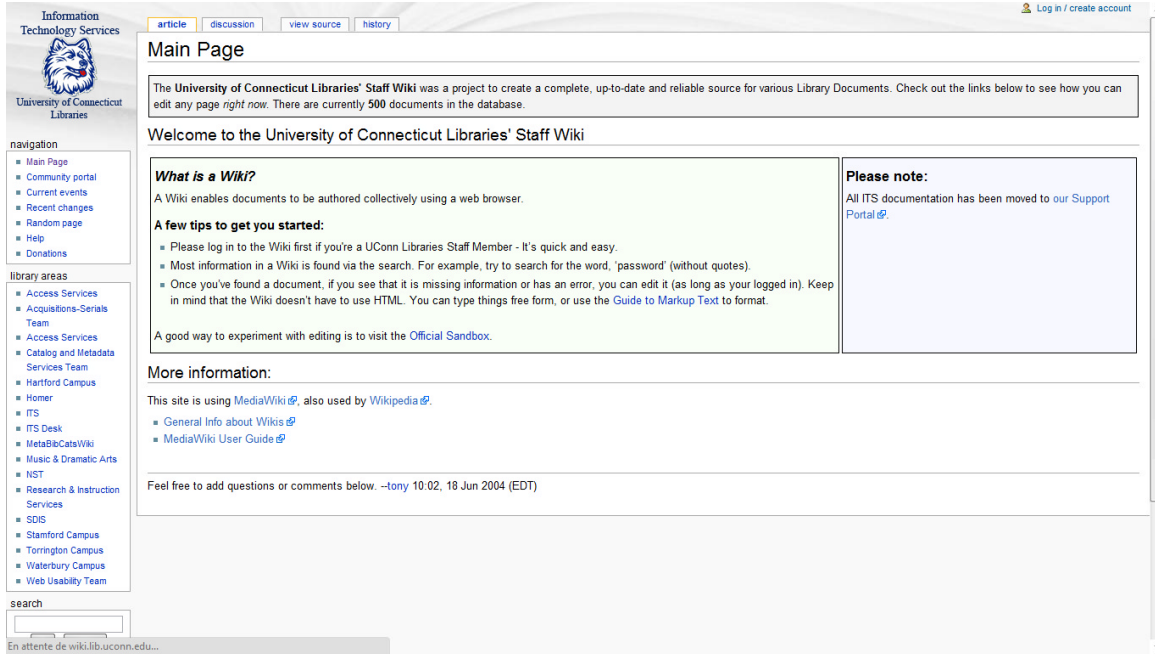 Information
Technology Services
University of Connecticut
Libraries
navigation
Main Page
Community portal
Current events
Recent changes
Random page
Help
Donations
library areas
Access Services
Acquisitions-Serials
Team
Access Services
Catalog and Metadata
Services Team
Hartford Campus
Homer
ITS
ITS Desk
MetaBibCatsWiki
Music & Dramatic Arts
NST
Research & Instruction
Services
SDIS
Stamford Campus
Torrington Campus
Waterbury Campus
Web Usability Team
search
En attente de wiki.lib.uconn.edu...
Log in / create account
article discussion view source history
Main Page
The University of Connecticut Libraries' Staff Wiki was a project to create a complete, up-to-date and reliable source for various Library Documents. Check out the links below to see how you can
edit any page right now. There are currently 500 documents in the database.
Welcome to the University of Connecticut Libraries' Staff Wiki
What is a Wiki?
A Wiki enables documents to be authored collectively using a web browser.
A few tips to get you started:
Please log in to the Wiki first if you're a UConn Libraries Staff Member - It's quick and easy.
Most information in a Wiki is found via the search. For example, try to search for the word, 'password' (without quotes).
Once you've found a document, if you see that it is missing information or has an error, you can edit it (as long as your logged in). Keep
in mind that the Wiki doesn't have to use HTML. You can type things free form, or use the Guide to Markup Text to format.
A good way to experiment with editing is to visit the Official Sandbox.
Please note:
All ITS documentation has been moved to our Support
Portal.
More information:
This site is using MediaWiki, also used by Wikipedia.
General Info about Wikis
MediaWiki User Guide
Feel free to add questions or comments below. --tony 10:02, 18 Jun 2004 (EDT)